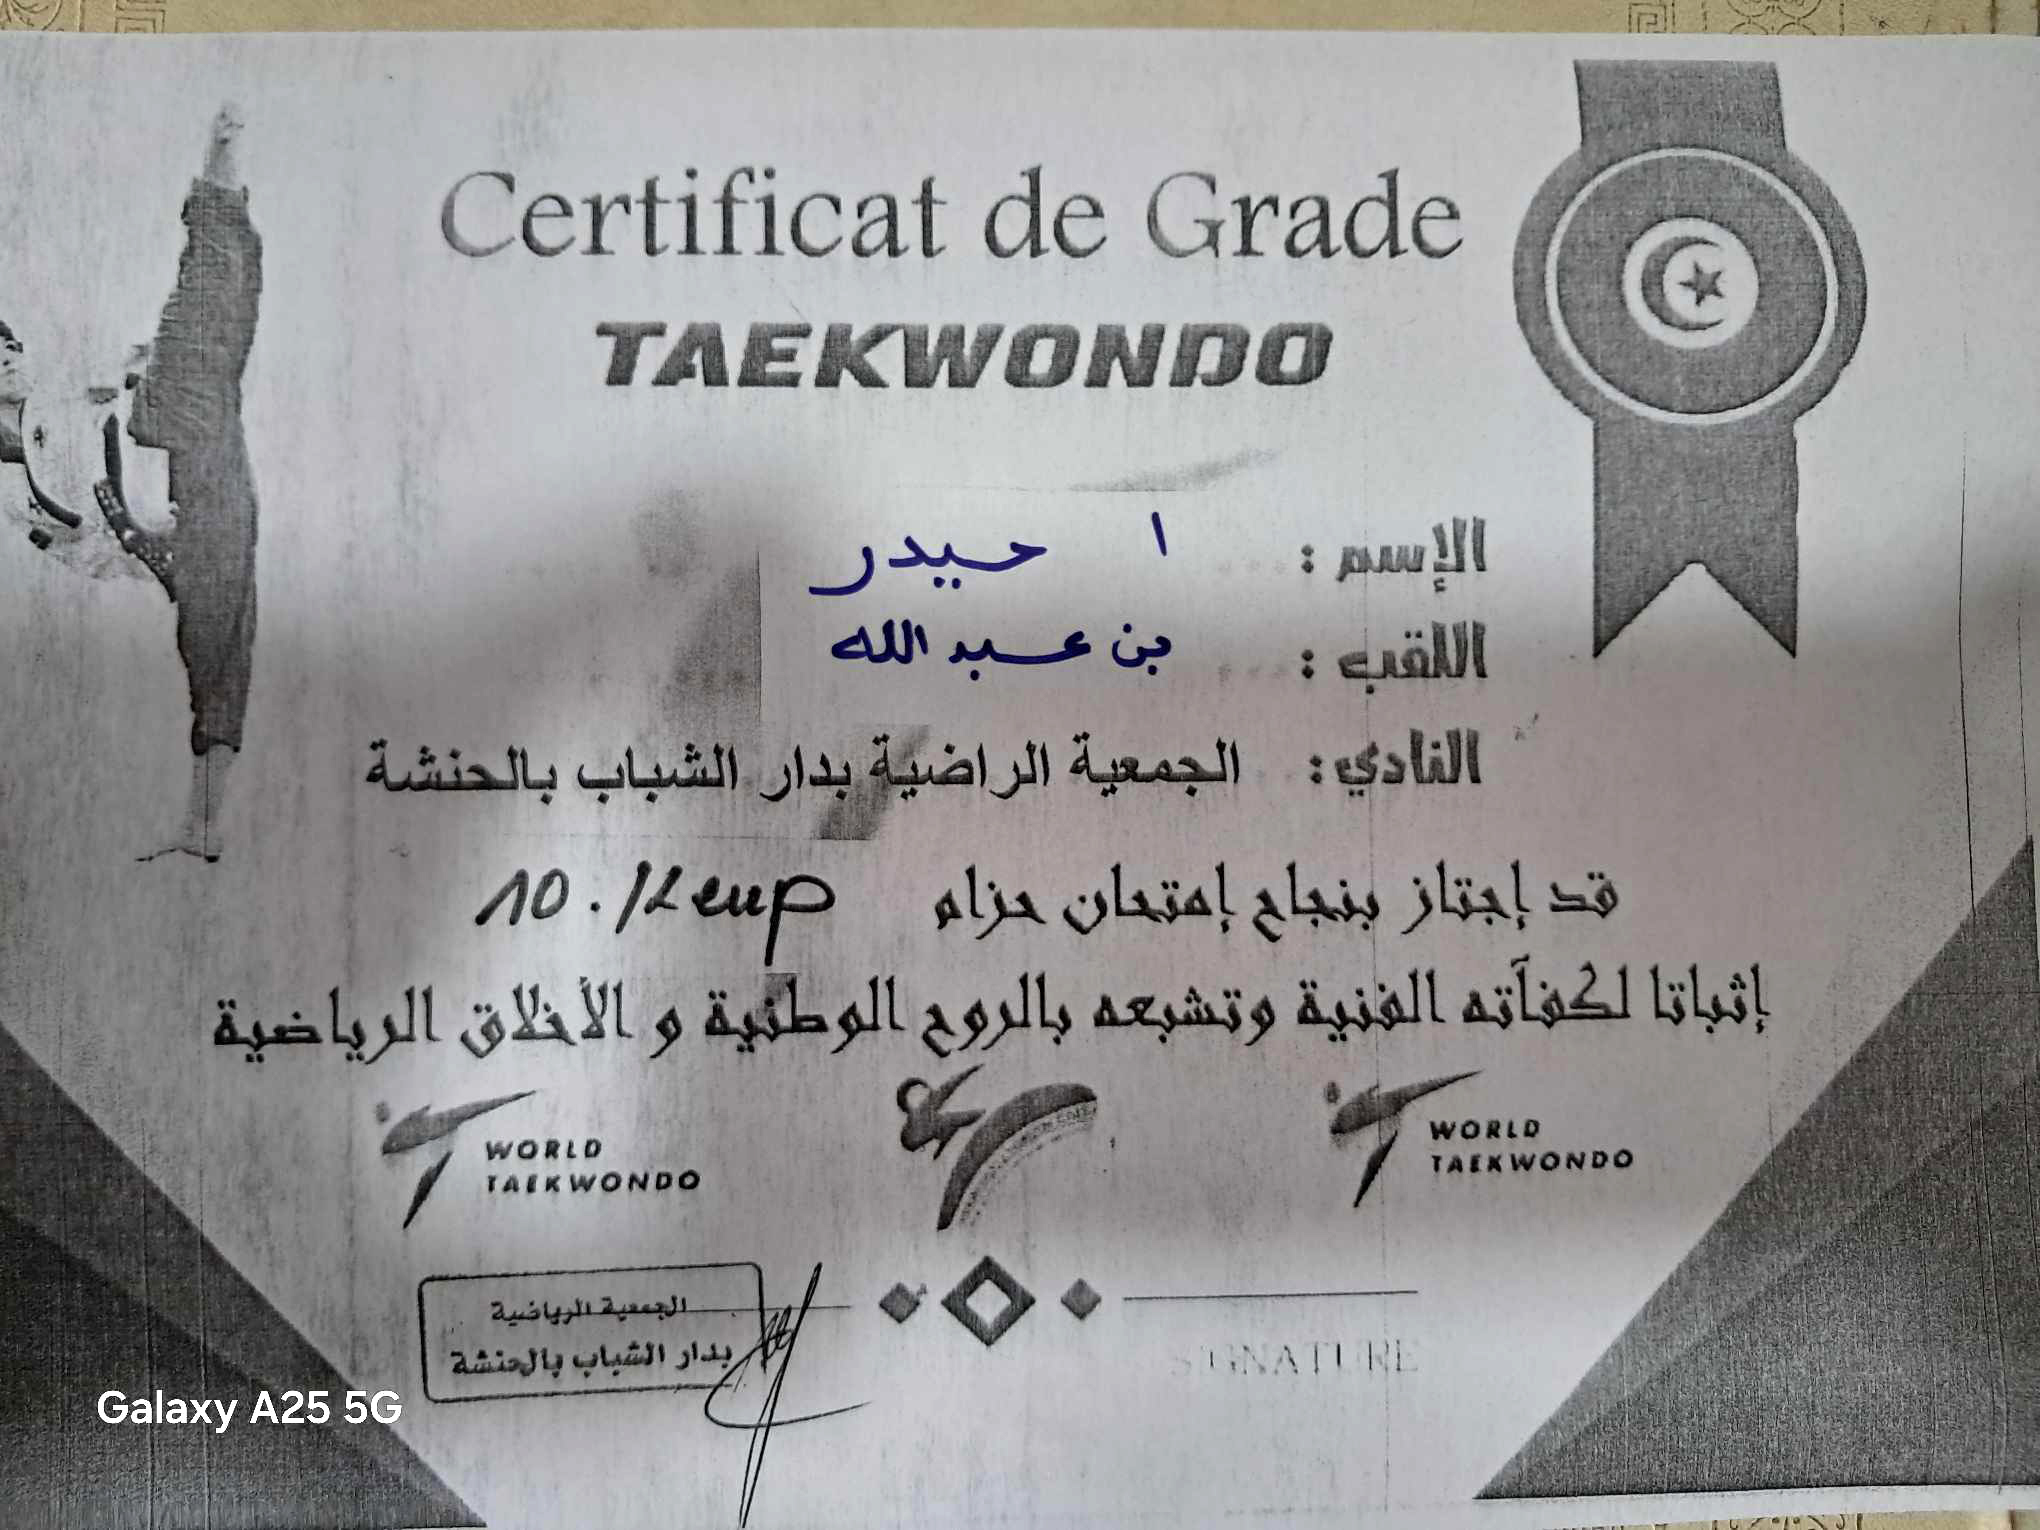 Certificat de Grade
TAEKWONDO
الإسم : ا حيدر
اللقب : بن عبد الله
النادي : الجمعية الراضية بدار الشباب بالحنشة
قد إجتاز بنجاح إمتحان حزام 10. Keup
إثباتا لكفآته الفنية وتشبعه بالروح الوطنية و الأخلاق الرياضية
WORLD
TAEKWONDO
WORLD
TAEKWONDO
الجمعية الرياضية
بدار الشباب بالحنشة
SIGNATURE
Galaxy A25 5G